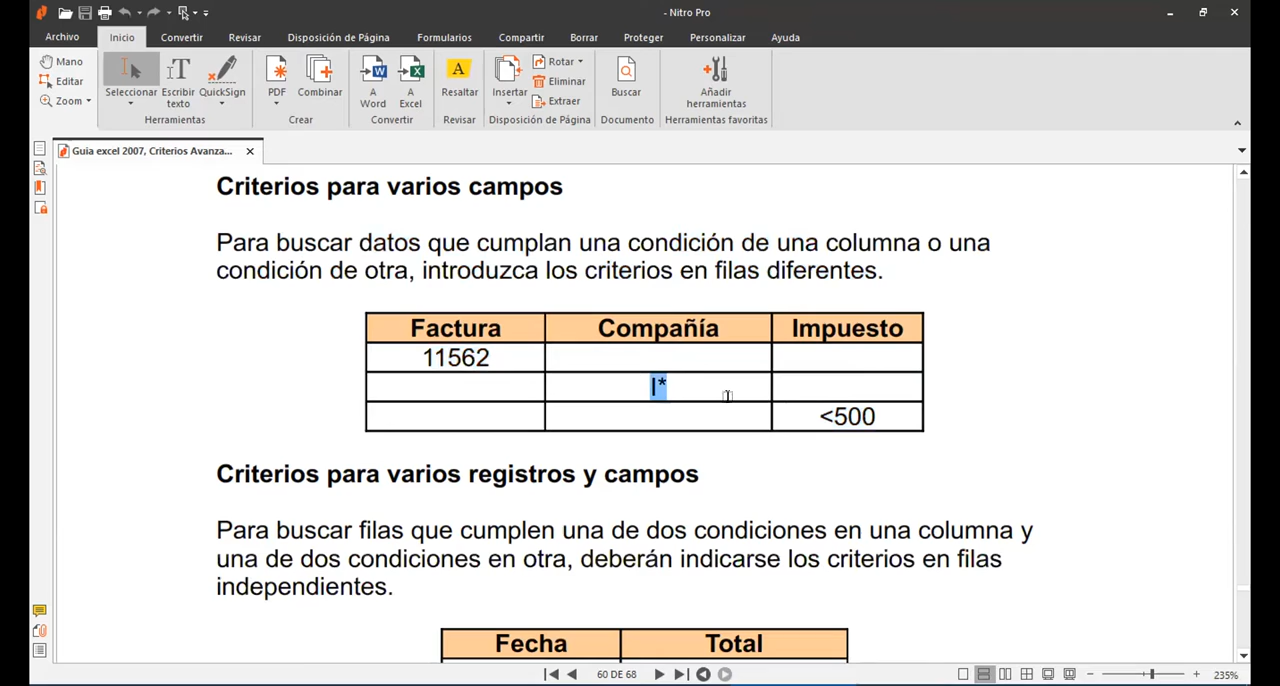 - Nitro Pro
Archivo Inicio Convertir Revisar Disposición de Página Formularios Compartir Borrar Proteger Personalizar Ayuda
Mano
Editar
Zoom
Seleccionar
Escribir
texto
QuickSign
Herramientas
PDF
Combinar
Crear
A
Word
A
Excel
Convertir
Resaltar
Revisar
Insertar
Rotar
Eliminar
Extraer
Disposición de Página
Buscar
Documento
Añadir
herramientas
Herramientas favoritas
Guia excel 2007, Criterios Avanza...
Criterios para varios campos
Para buscar datos que cumplan una condición de una columna o una
condición de otra, introduzca los criterios en filas diferentes.
Factura Compañía Impuesto
11562
I*
<500
Criterios para varios registros y campos
Para buscar filas que cumplen una de dos condiciones en una columna y
una de dos condiciones en otra, deberán indicarse los criterios en filas
independientes.
Fecha Total
60 DE 68
235%